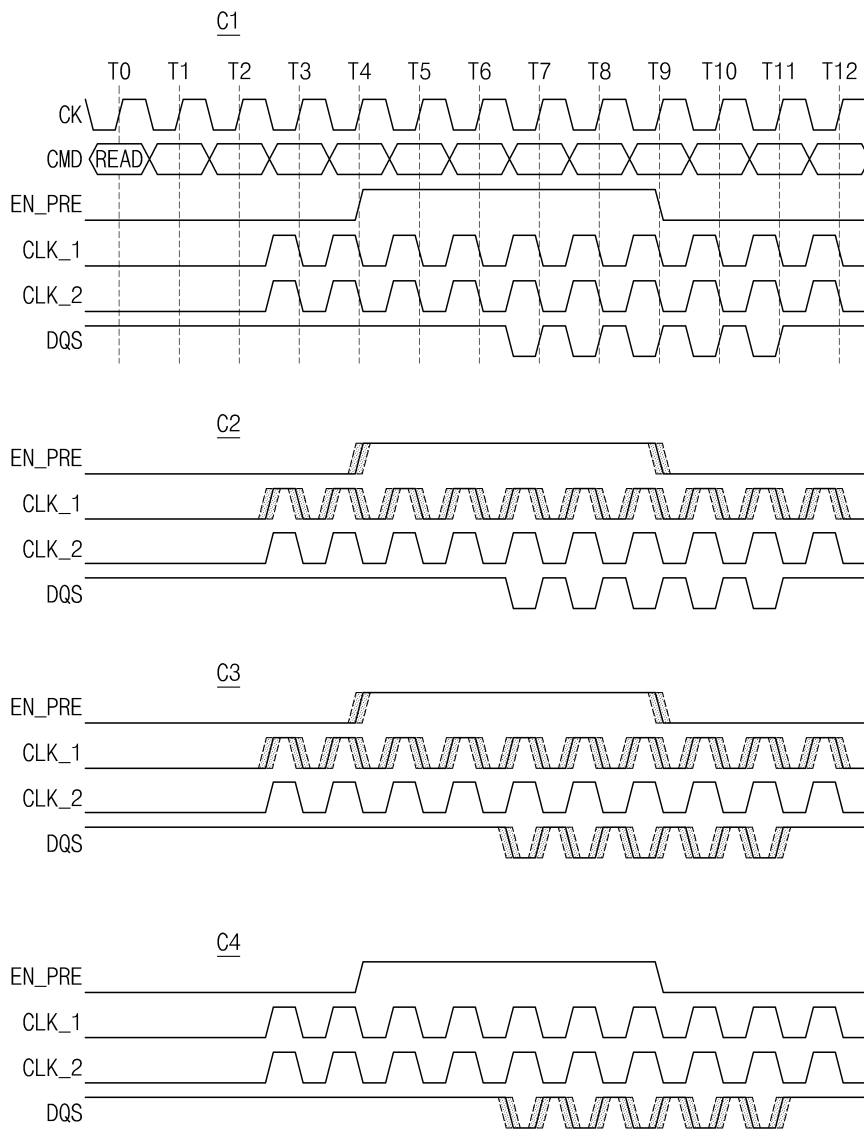 C1
T0 T1 T2 T3 T4 T5 T6 T7 T8 T9 T10 T11 T12
CK
CMD READ
EN_PRE
CLK_1
CLK_2
DQS
C2
EN_PRE
CLK_1
CLK_2
DQS
C3
EN_PRE
CLK_1
CLK_2
DQS
C4
EN_PRE
CLK_1
CLK_2
DQS